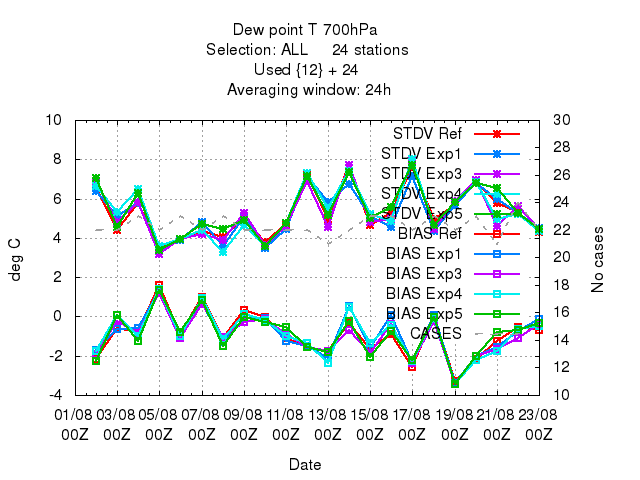 Dew point T 700hPa
Selection: ALL 24 stations
Used {12} + 24
Averaging window: 24h
10
8
6
4
2
0
-2
-4
deg C
30
28
26
24
22
20
18
16
14
12
10
No cases
STDV Ref
STDV Exp1
STDV Exp3
STDV Exp4
STDV Exp5
BIAS Ref
BIAS Exp1
BIAS Exp3
BIAS Exp4
BIAS Exp5
CASES
01/08 03/08 05/08 07/08 09/08 11/08 13/08 15/08 17/08 19/08 21/08 23/08
00Z 00Z 00Z 00Z 00Z 00Z 00Z 00Z 00Z 00Z 00Z 00Z
Date